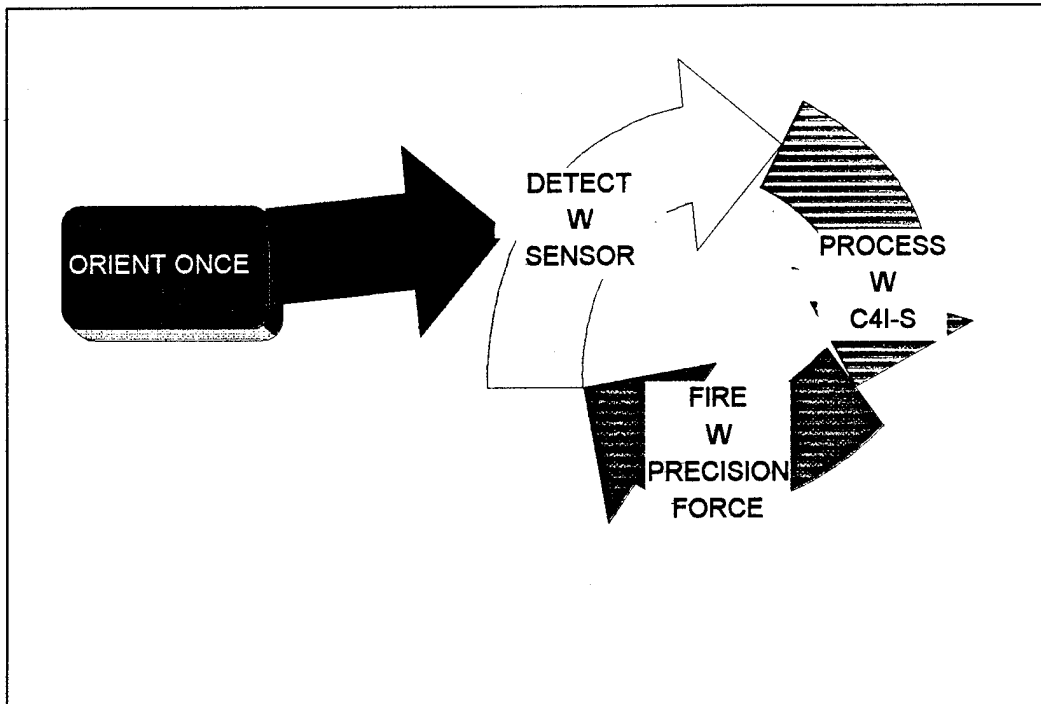 ORIENT ONCE
DETECT
W
SENSOR
PROCESS
W
C4I-S
FIRE
W
PRECISION
FORCE